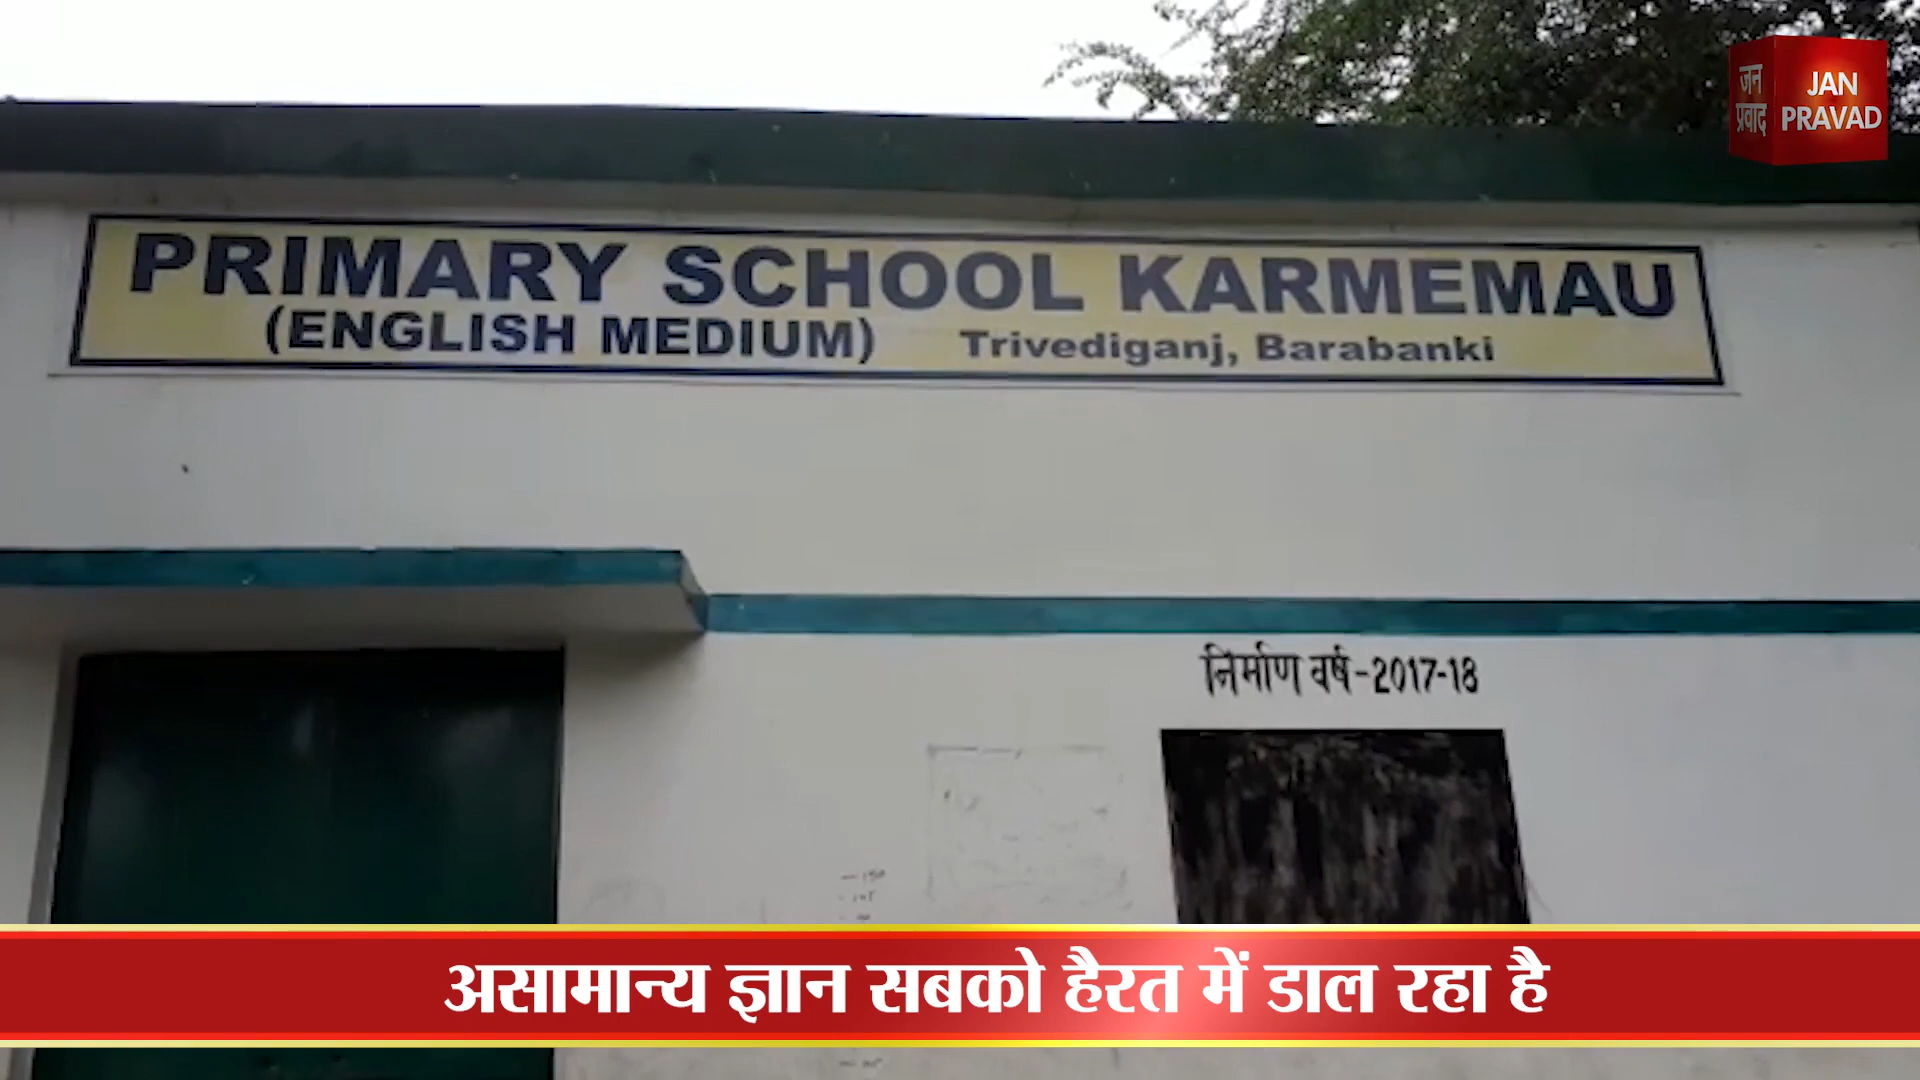 जन
प्रवाद
JAN
PRAVAD
PRIMARY SCHOOL KARMEMAU
(ENGLISH MEDIUM) Trivediganj, Barabanki
निर्माण वर्ष-2017-18
असामान्य ज्ञान सबको हैरत में डाल रहा है